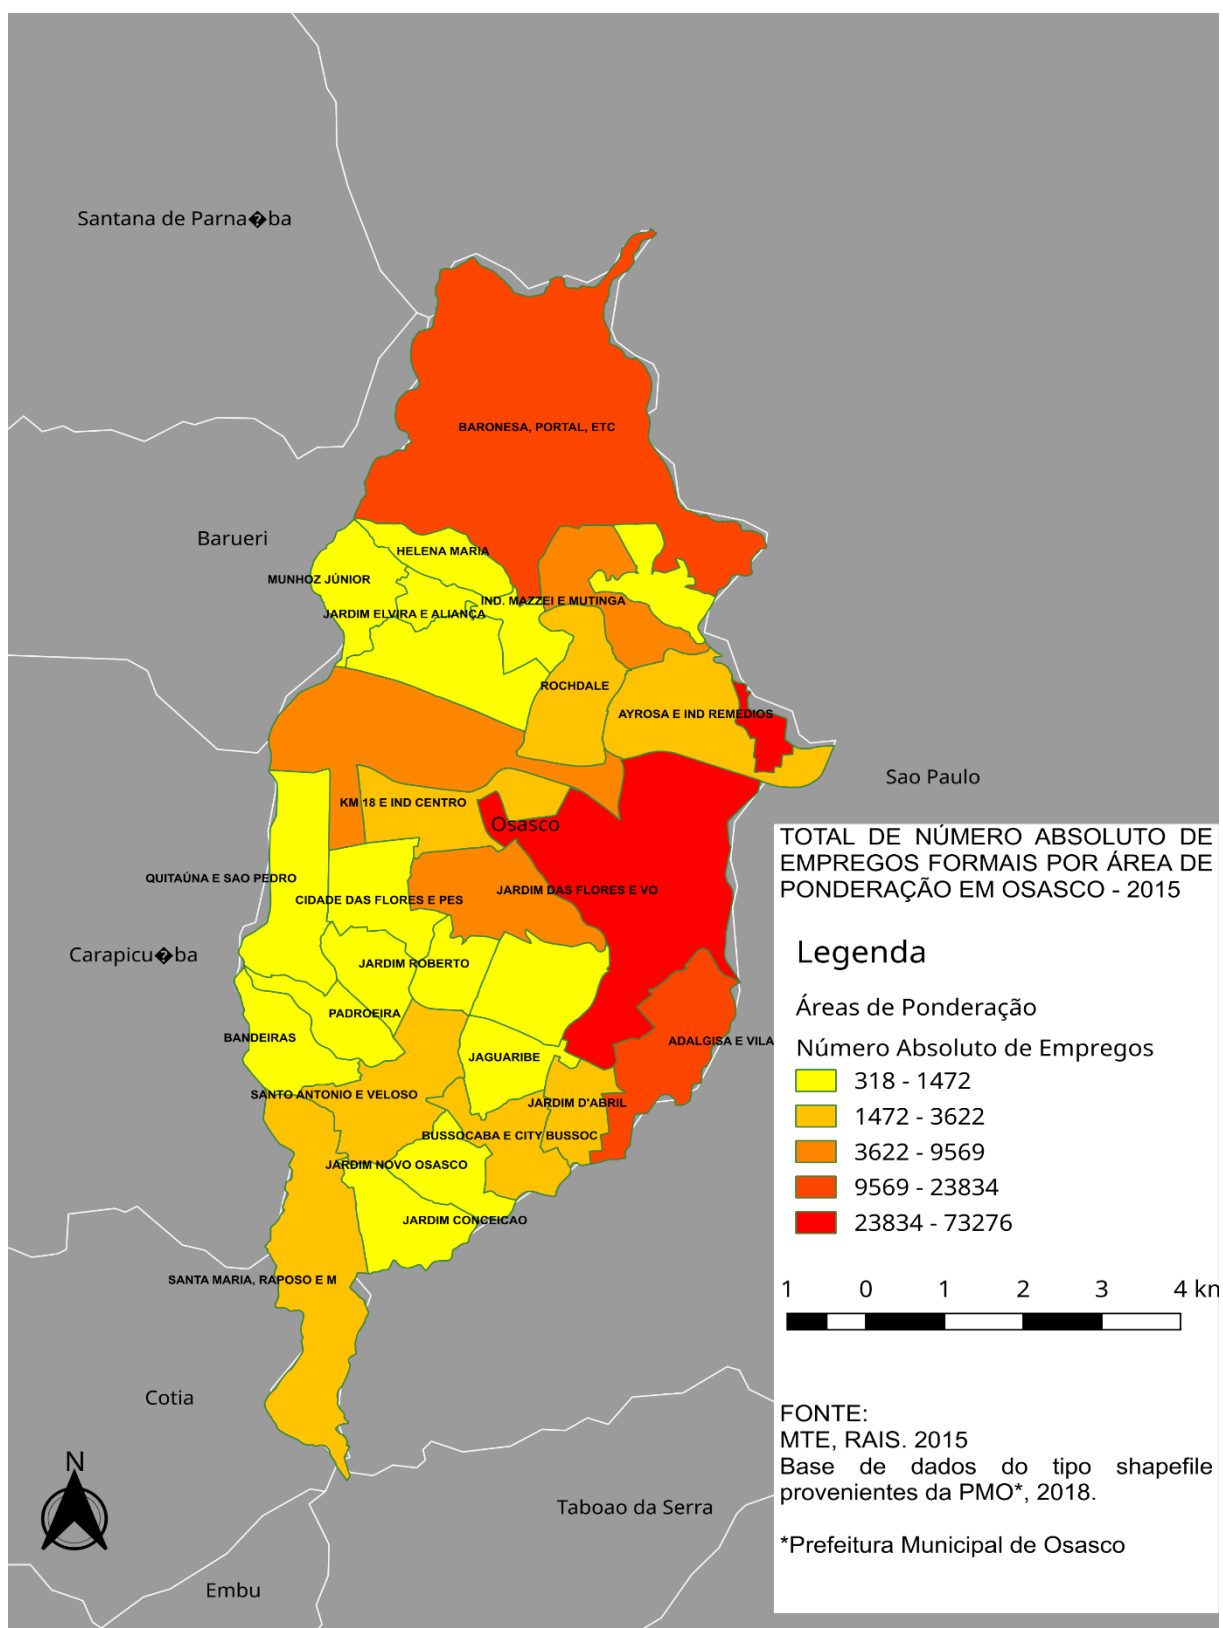 Santana de Parna�ba
BARONESA, PORTAL, ETC
Barueri
HELENA MARIA
MUNHOZ JÚNIOR
IND. MAZZEI E MUTINGA
JARDIM ELVIRA E ALIANÇA
ROCHDALE
AYROSA E IND REMEDIOS
Sao Paulo
KM 18 E IND CENTRO
Osasco
QUITAÚNA E SAO PEDRO
JARDIM DAS FLORES E VO
CIDADE DAS FLORES E PES
Carapicu�ba
JARDIM ROBERTO
PADROEIRA
BANDEIRAS
ADALGISA E VILA
JAGUARIBE
SANTO ANTONIO E VELOSO
JARDIM D'ABRIL
BUSSOCABA E CITY BUSSOC
JARDIM NOVO OSASCO
JARDIM CONCEICAO
SANTA MARIA, RAPOSO E M
Cotia
N
Taboao da Serra
Embu
TOTAL DE NÚMERO ABSOLUTO DE
EMPREGOS FORMAIS POR ÁREA DE
PONDERAÇÃO EM OSASCO - 2015
Legenda
Áreas de Ponderação
Número Absoluto de Empregos
318 - 1472
1472 - 3622
3622 - 9569
9569 - 23834
23834 - 73276
1 0 1 2 3 4 km
FONTE:
MTE, RAIS. 2015
Base de dados do tipo shapefile
provenientes da PMO*, 2018.
*Prefeitura Municipal de Osasco